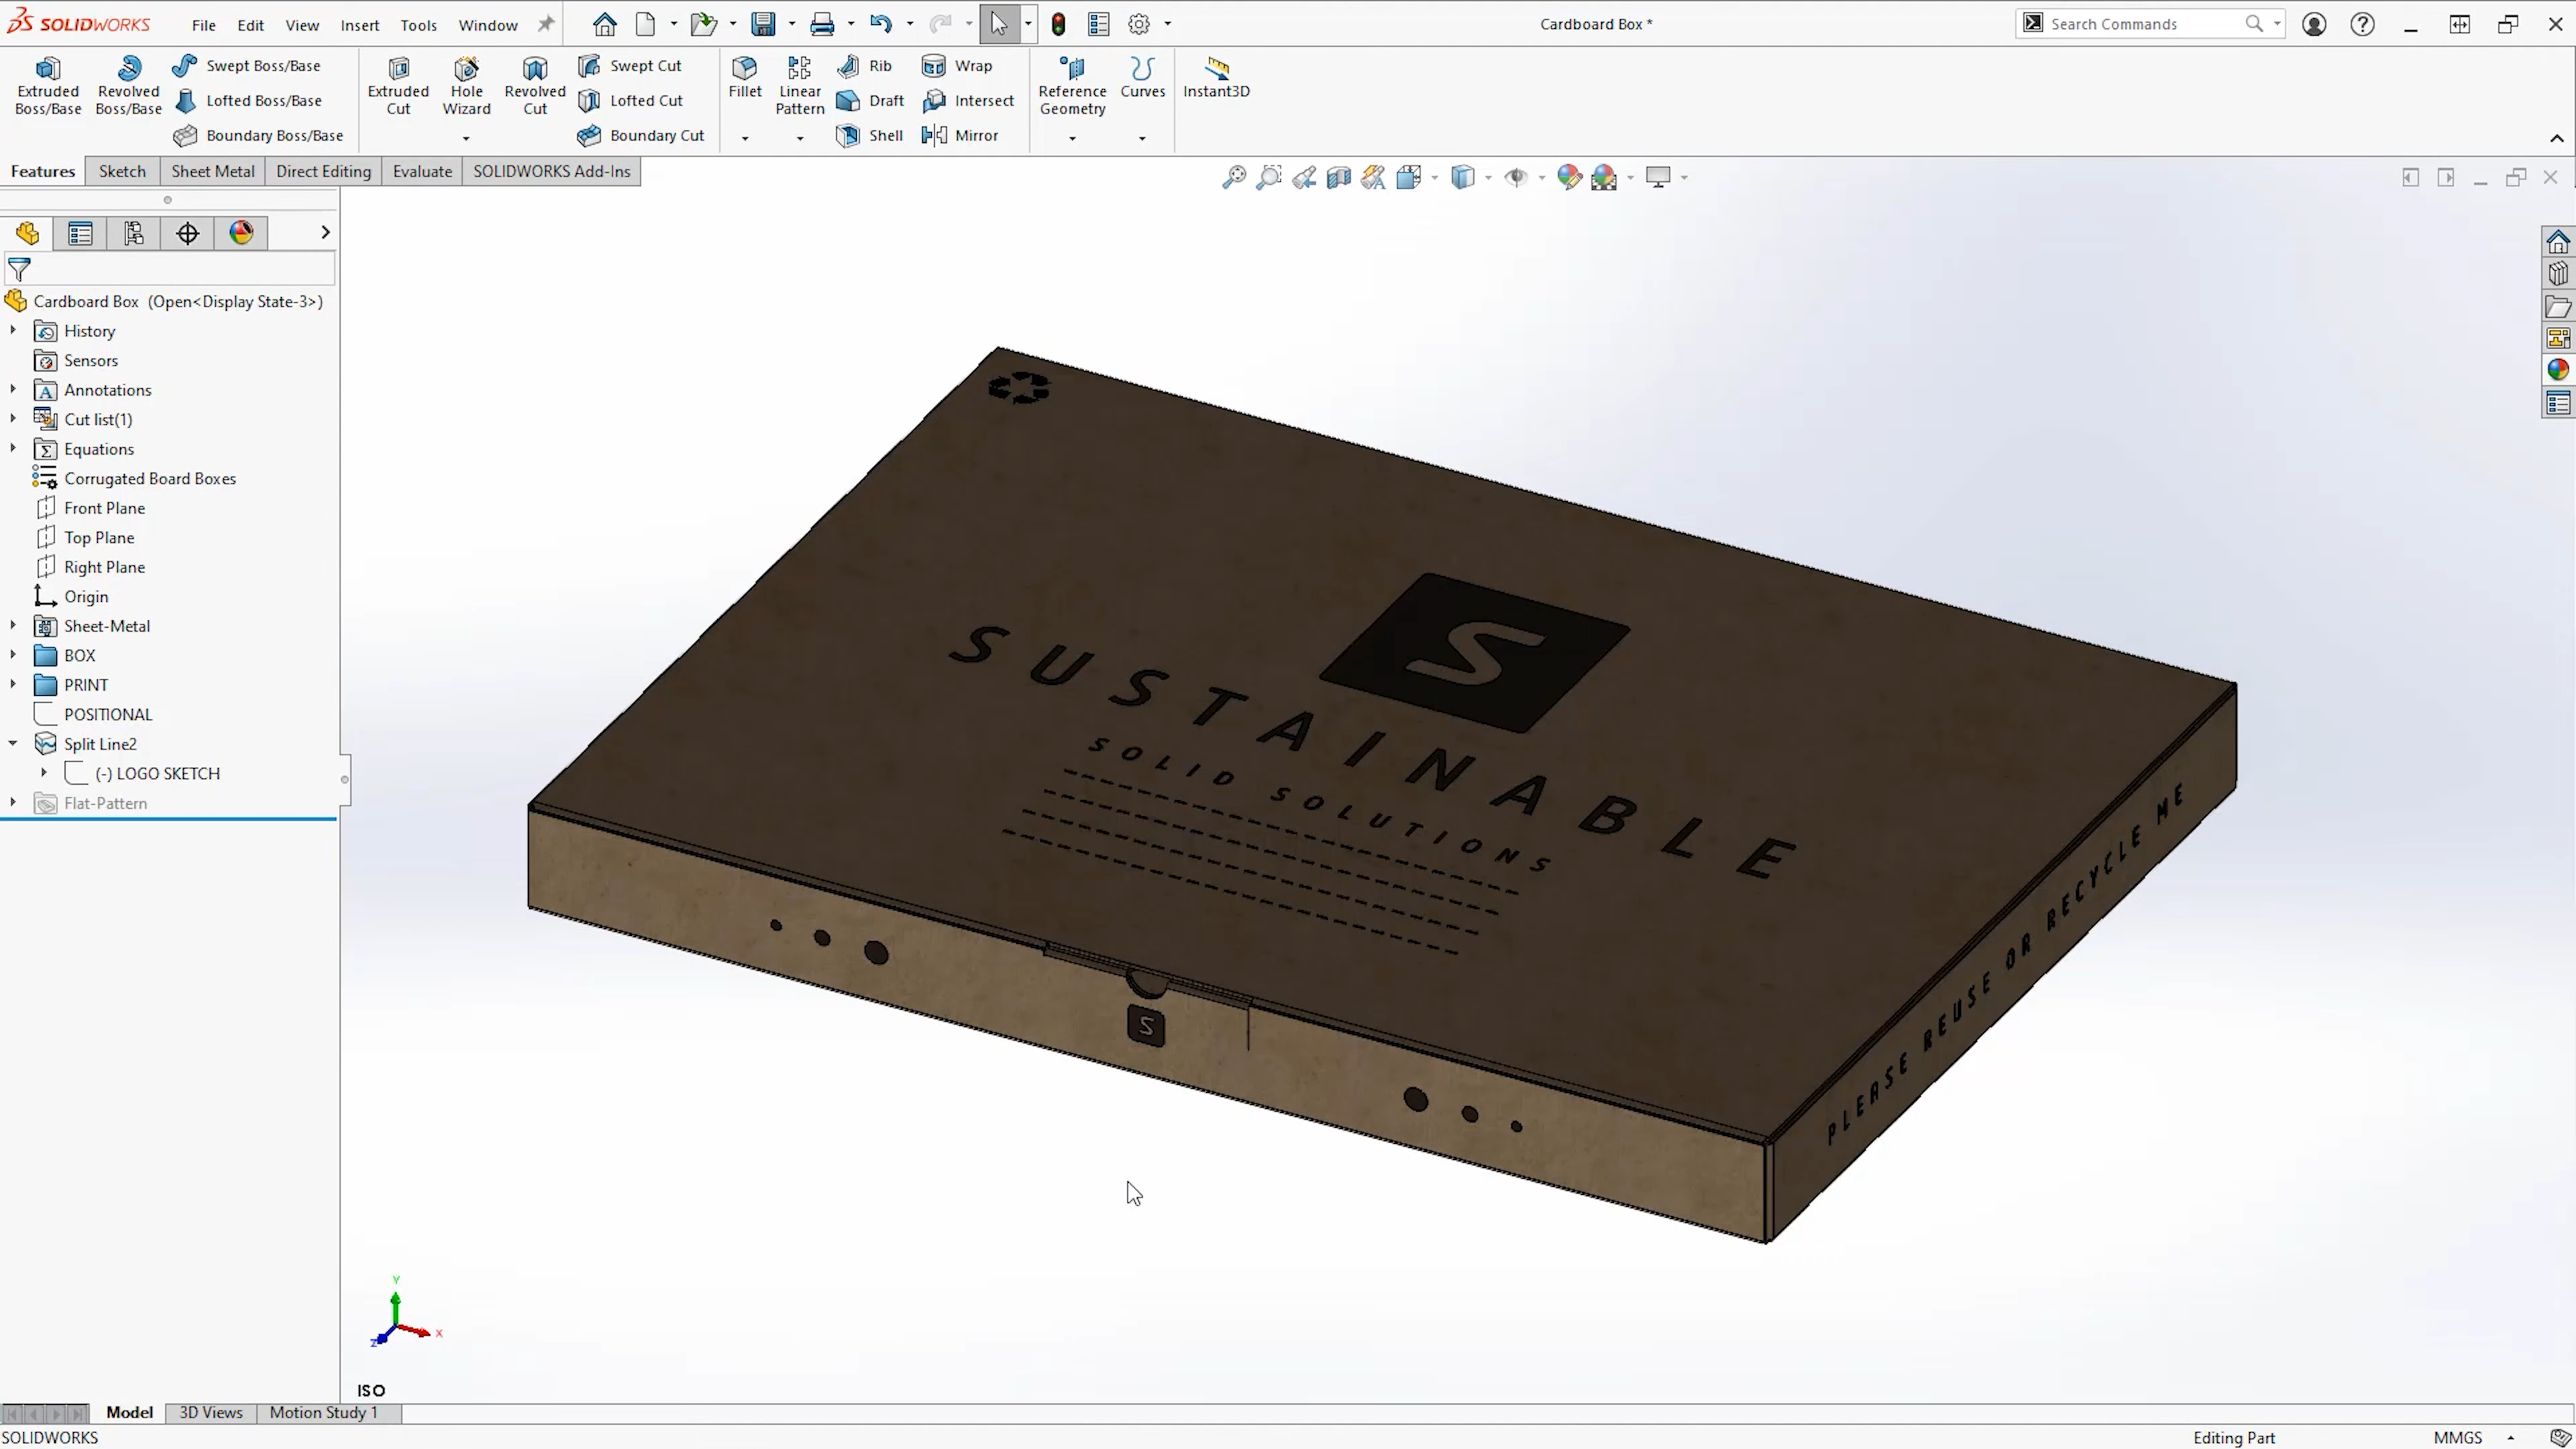 SOLIDWORKS
File Edit View Insert Tools Window
Cardboard Box *
Search Commands
Extruded Boss/Base
Revolved Boss/Base
Swept Boss/Base
Lofted Boss/Base
Boundary Boss/Base
Extruded Cut
Hole Wizard
Revolved Cut
Swept Cut
Lofted Cut
Boundary Cut
Fillet
Linear Pattern
Rib
Draft
Shell
Wrap
Intersect
Mirror
Reference Geometry
Curves
Instant3D
Features Sketch Sheet Metal Direct Editing Evaluate SOLIDWORKS Add-Ins
Cardboard Box (Open<Display State-3>)
History
Sensors
Annotations
Cut list(1)
Equations
Corrugated Board Boxes
Front Plane
Top Plane
Right Plane
Origin
Sheet-Metal
BOX
PRINT
POSITIONAL
Split Line2
(-) LOGO SKETCH
Flat-Pattern
S
SUSTAINABLE
SOLID SOLUTIONS
S
PLEASE REUSE OR RECYCLE ME
Y
X
Z
ISO
Model 3D Views Motion Study 1
SOLIDWORKS
Editing Part
MMGS